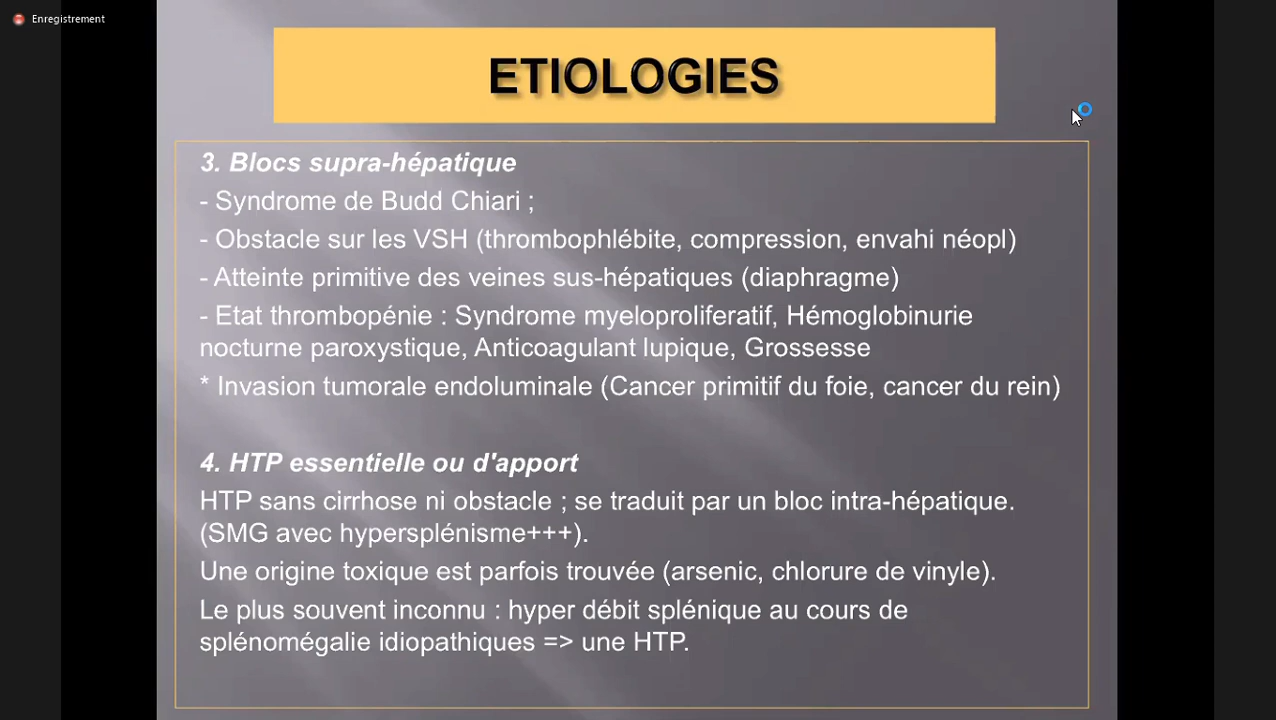 Enregistrement
ETIOLOGIES
3. Blocs supra-hépatique
- Syndrome de Budd Chiari ;
- Obstacle sur les VSH (thrombophlébite, compression, envahi néopl)
- Atteinte primitive des veines sus-hépatiques (diaphragme)
- Etat thrombopénie : Syndrome myeloproliferatif, Hémoglobinurie
nocturne paroxystique, Anticoagulant lupique, Grossesse
* Invasion tumorale endoluminale (Cancer primitif du foie, cancer du rein)
4. HTP essentielle ou d'apport
HTP sans cirrhose ni obstacle ; se traduit par un bloc intra-hépatique.
(SMG avec hypersplénisme+++).
Une origine toxique est parfois trouvée (arsenic, chlorure de vinyle).
Le plus souvent inconnu : hyper débit splénique au cours de
splénomégalie idiopathiques => une HTP.